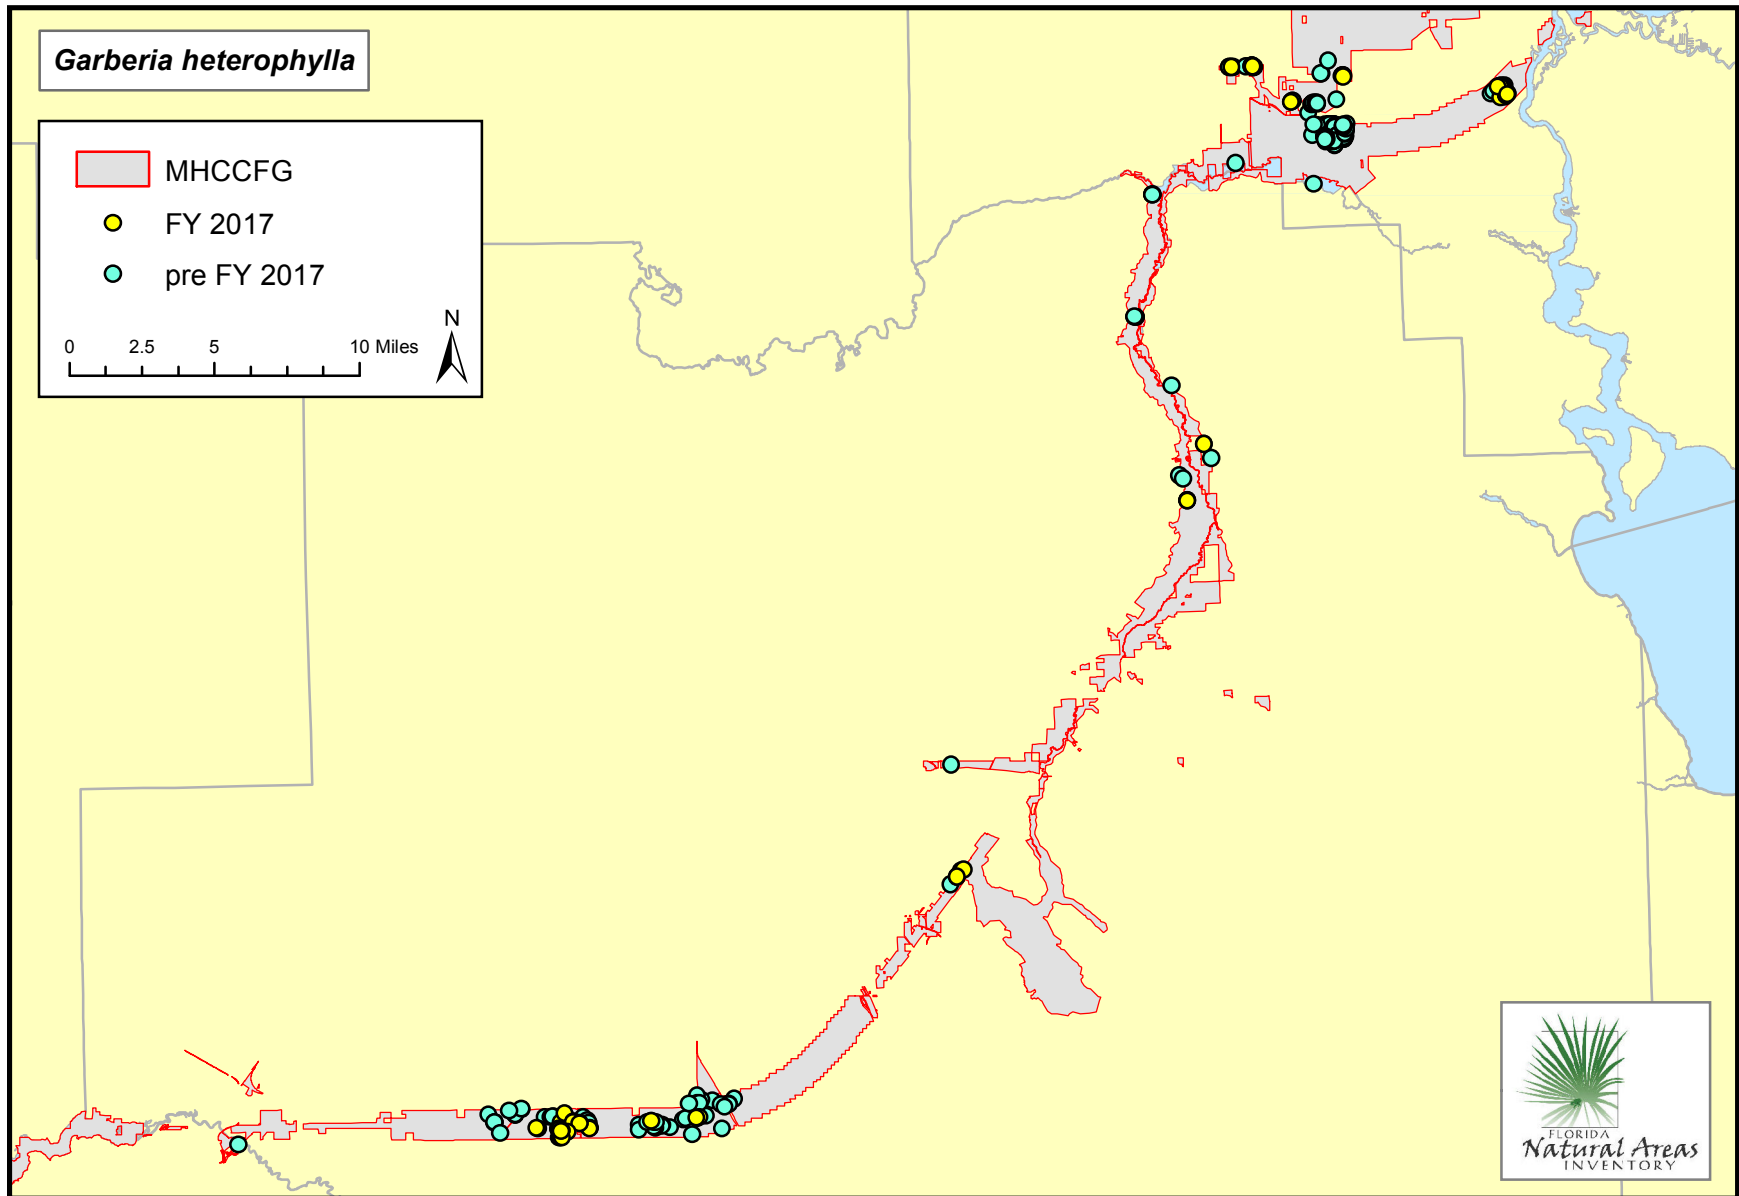 Garberia heterophylla
MHCCFG
FY 2017
pre FY 2017
N
0 2.5 5 10 Miles
FLORIDA
Natural Areas
INVENTORY